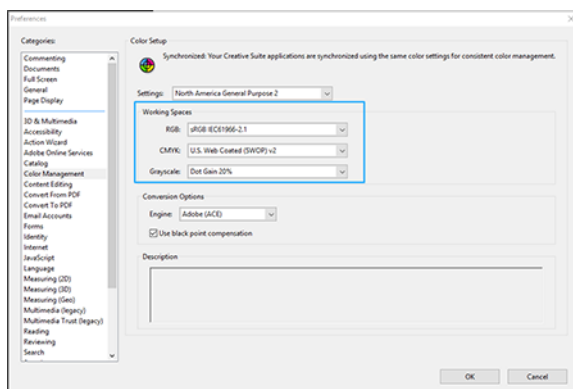 Preferences
Categories:
Commenting
Documents
Full Screen
General
Page Display
3D & Multimedia
Accessibility
Action Wizard
Adobe Online Services
Catalog
Color Management
Content Editing
Convert From PDF
Convert To PDF
Email Accounts
Forms
Identity
Internet
JavaScript
Language
Measuring (2D)
Measuring (3D)
Measuring (Geo)
Multimedia (legacy)
Multimedia Trust (legacy)
Reading
Reviewing
Search
Color Setup
Synchronized: Your Creative Suite applications are synchronized using the same color settings for consistent color management.
Settings: North America General Purpose 2
Working Spaces
RGB: sRGB IEC61966-2.1
CMYK: U.S. Web Coated (SWOP) v2
Grayscale: Dot Gain 20%
Conversion Options
Engine: Adobe (ACE)
Use black point compensation
Description
OK Cancel